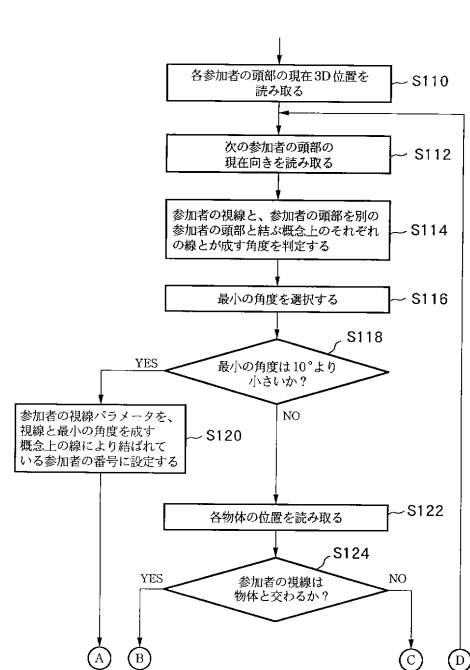 各参加者の頭部の現在3D位置を
読み取る
S110
次の参加者の頭部の
現在向きを読み取る
S112
参加者の視線と、参加者の頭部を別の
参加者の頭部と結ぶ概念上のそれぞれ
の線とが成す角度を判定する
S114
最小の角度を選択する
S116
S118
最小の角度は10°より
小さいか?
YES
NO
参加者の視線パラメータを、
視線と最小の角度を成す
概念上の線により結ばれて
いる参加者の番号に設定する
S120
各物体の位置を読み取る
S122
S124
参加者の視線は
物体と交わるか?
YES
NO
A
B
C
D